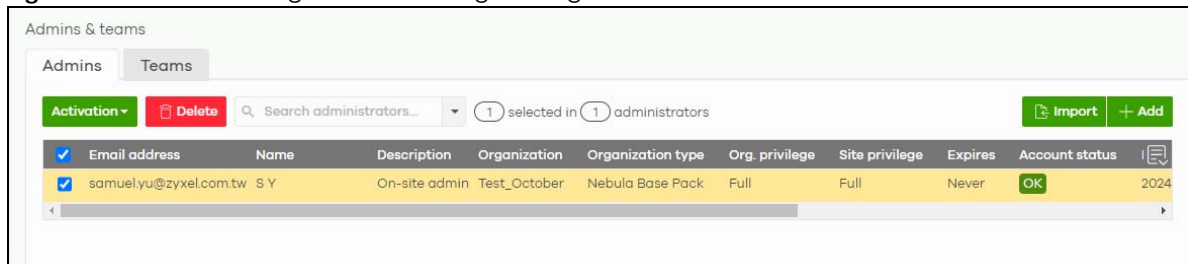 Admins & teams
Admins Teams
Activation Delete Search administrators... 1 selected in 1 administrators Import + Add
Email address Name Description Organization Organization type Org. privilege Site privilege Expires Account status
samuel.yu@zyxel.com.tw S Y On-site admin Test_October Nebula Base Pack Full Full Never OK 2024